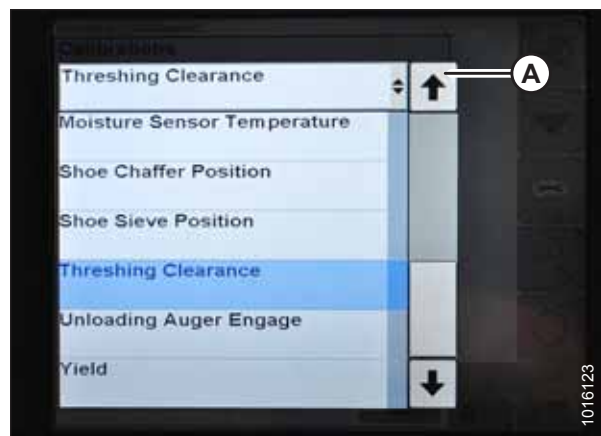 Calibrations
Threshing Clearance
A
Moisture Sensor Temperature
Shoe Chaffer Position
Shoe Sieve Position
Threshing Clearance
Unloading Auger Engage
Yield
1016123